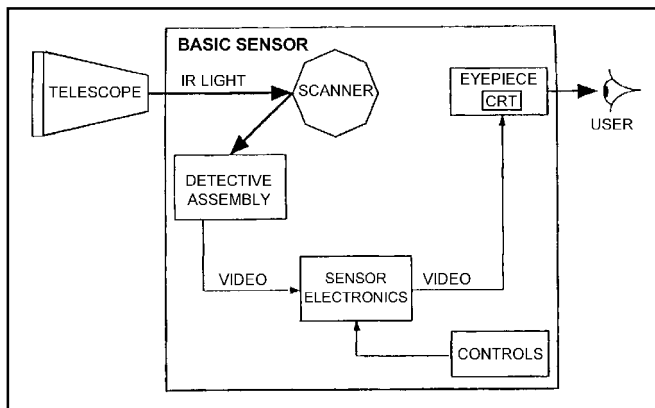 BASIC SENSOR
TELESCOPE
IR LIGHT
SCANNER
EYEPIECE
CRT
USER
DETECTIVE
ASSEMBLY
VIDEO
SENSOR
ELECTRONICS
VIDEO
CONTROLS